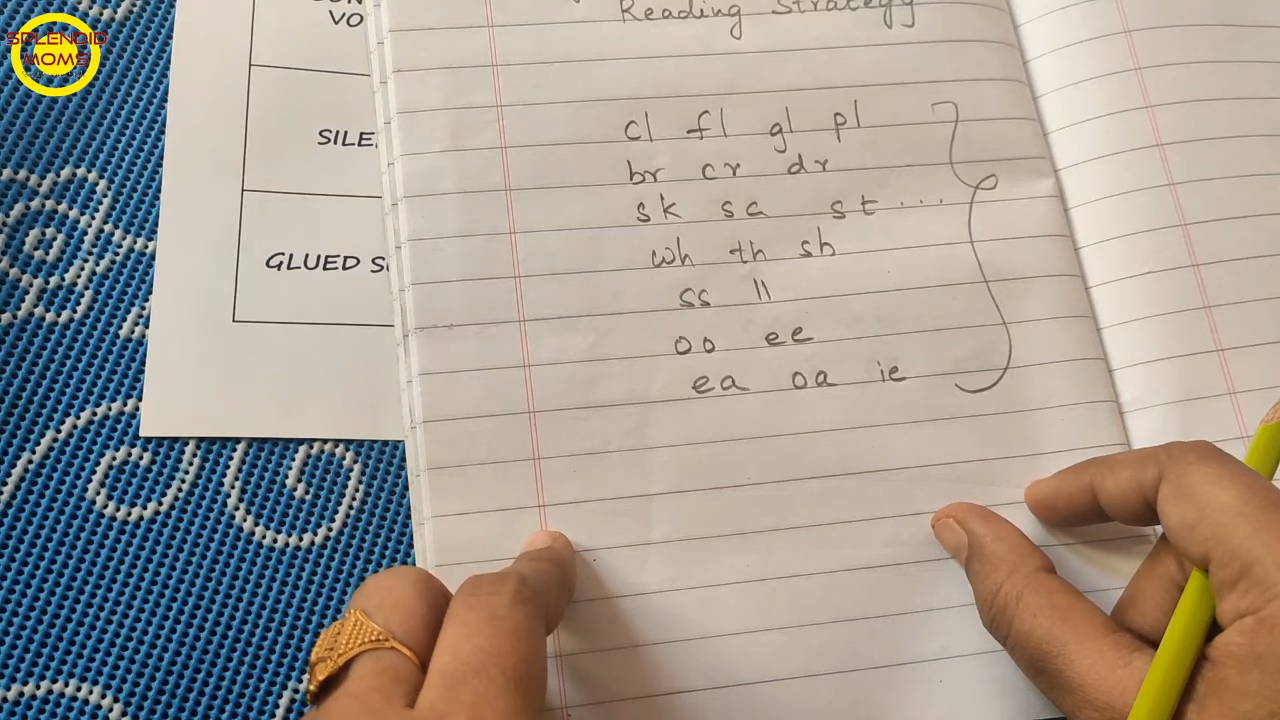 SPLENDID
MOMS
VO
SILE
GLUED S
Reading Strategy
cl fl gl pl
br cr dr
sk sc st ...
wh th sh
ss ll
oo ee
ea oa ie